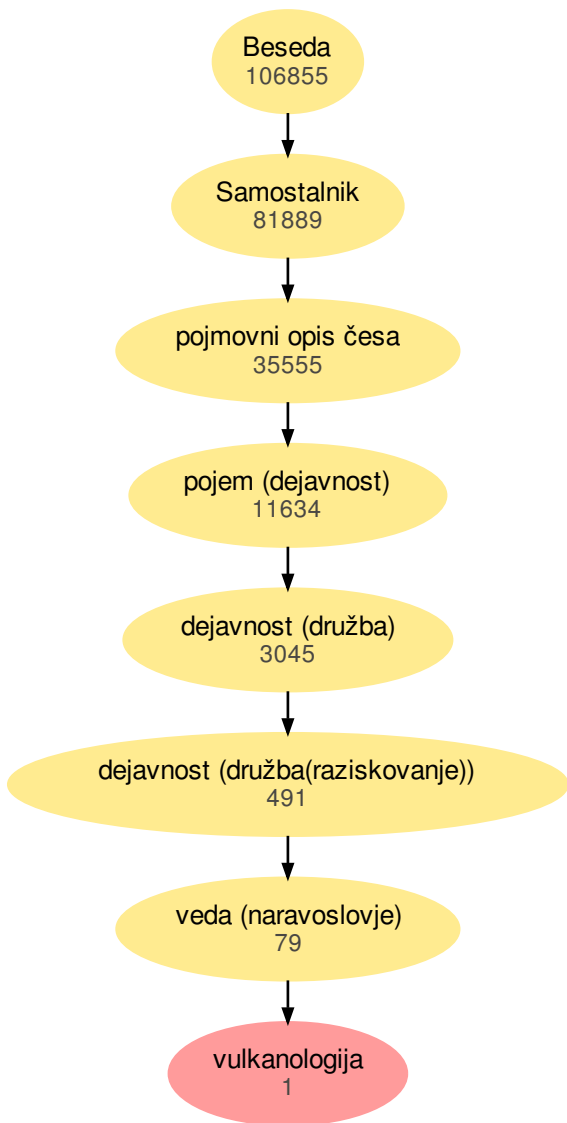 Beseda
106855
Samostalnik
81889
pojmovni opis česa
35555
pojem (dejavnost)
11634
dejavnost (družba)
3045
dejavnost (družba(raziskovanje))
491
veda (naravoslovje)
79
vulkanologija
1